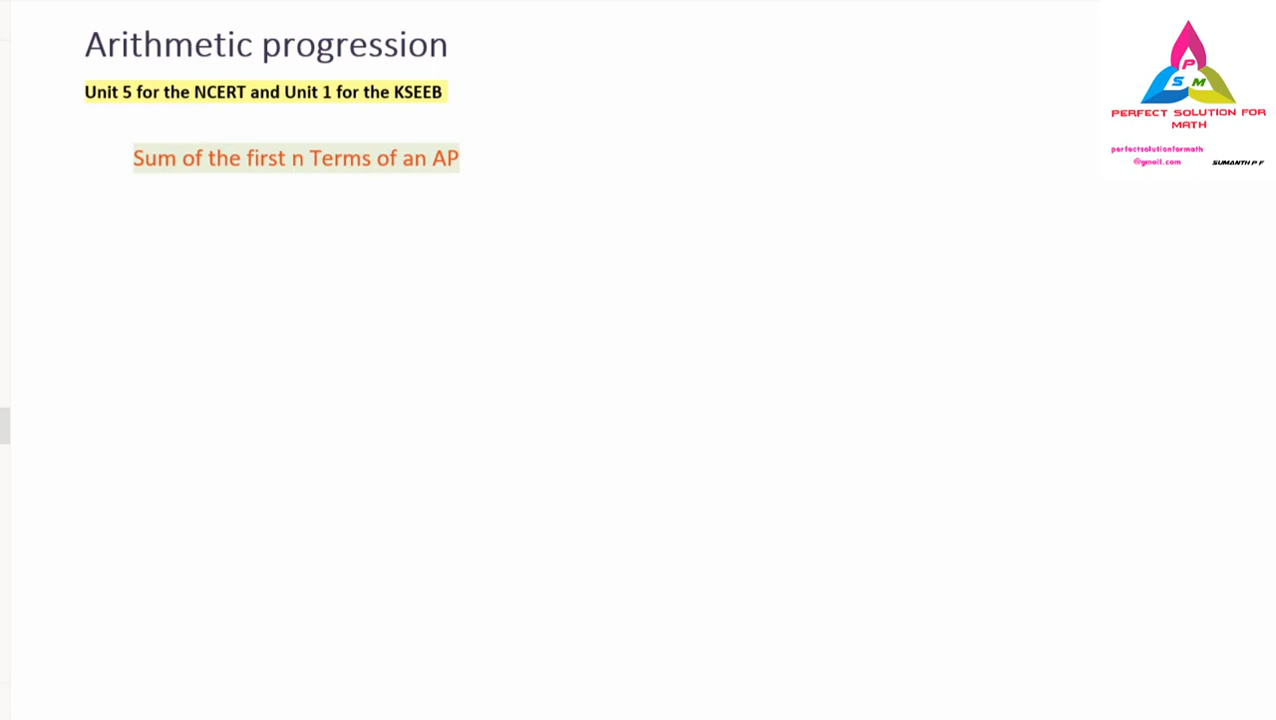 Arithmetic progression
Unit 5 for the NCERT and Unit 1 for the KSEEB
Sum of the first n Terms of an AP
P
S M
PERFECT SOLUTION FOR
MATH
perfectsolutionformath
@gmail.com
SUMANTH P F